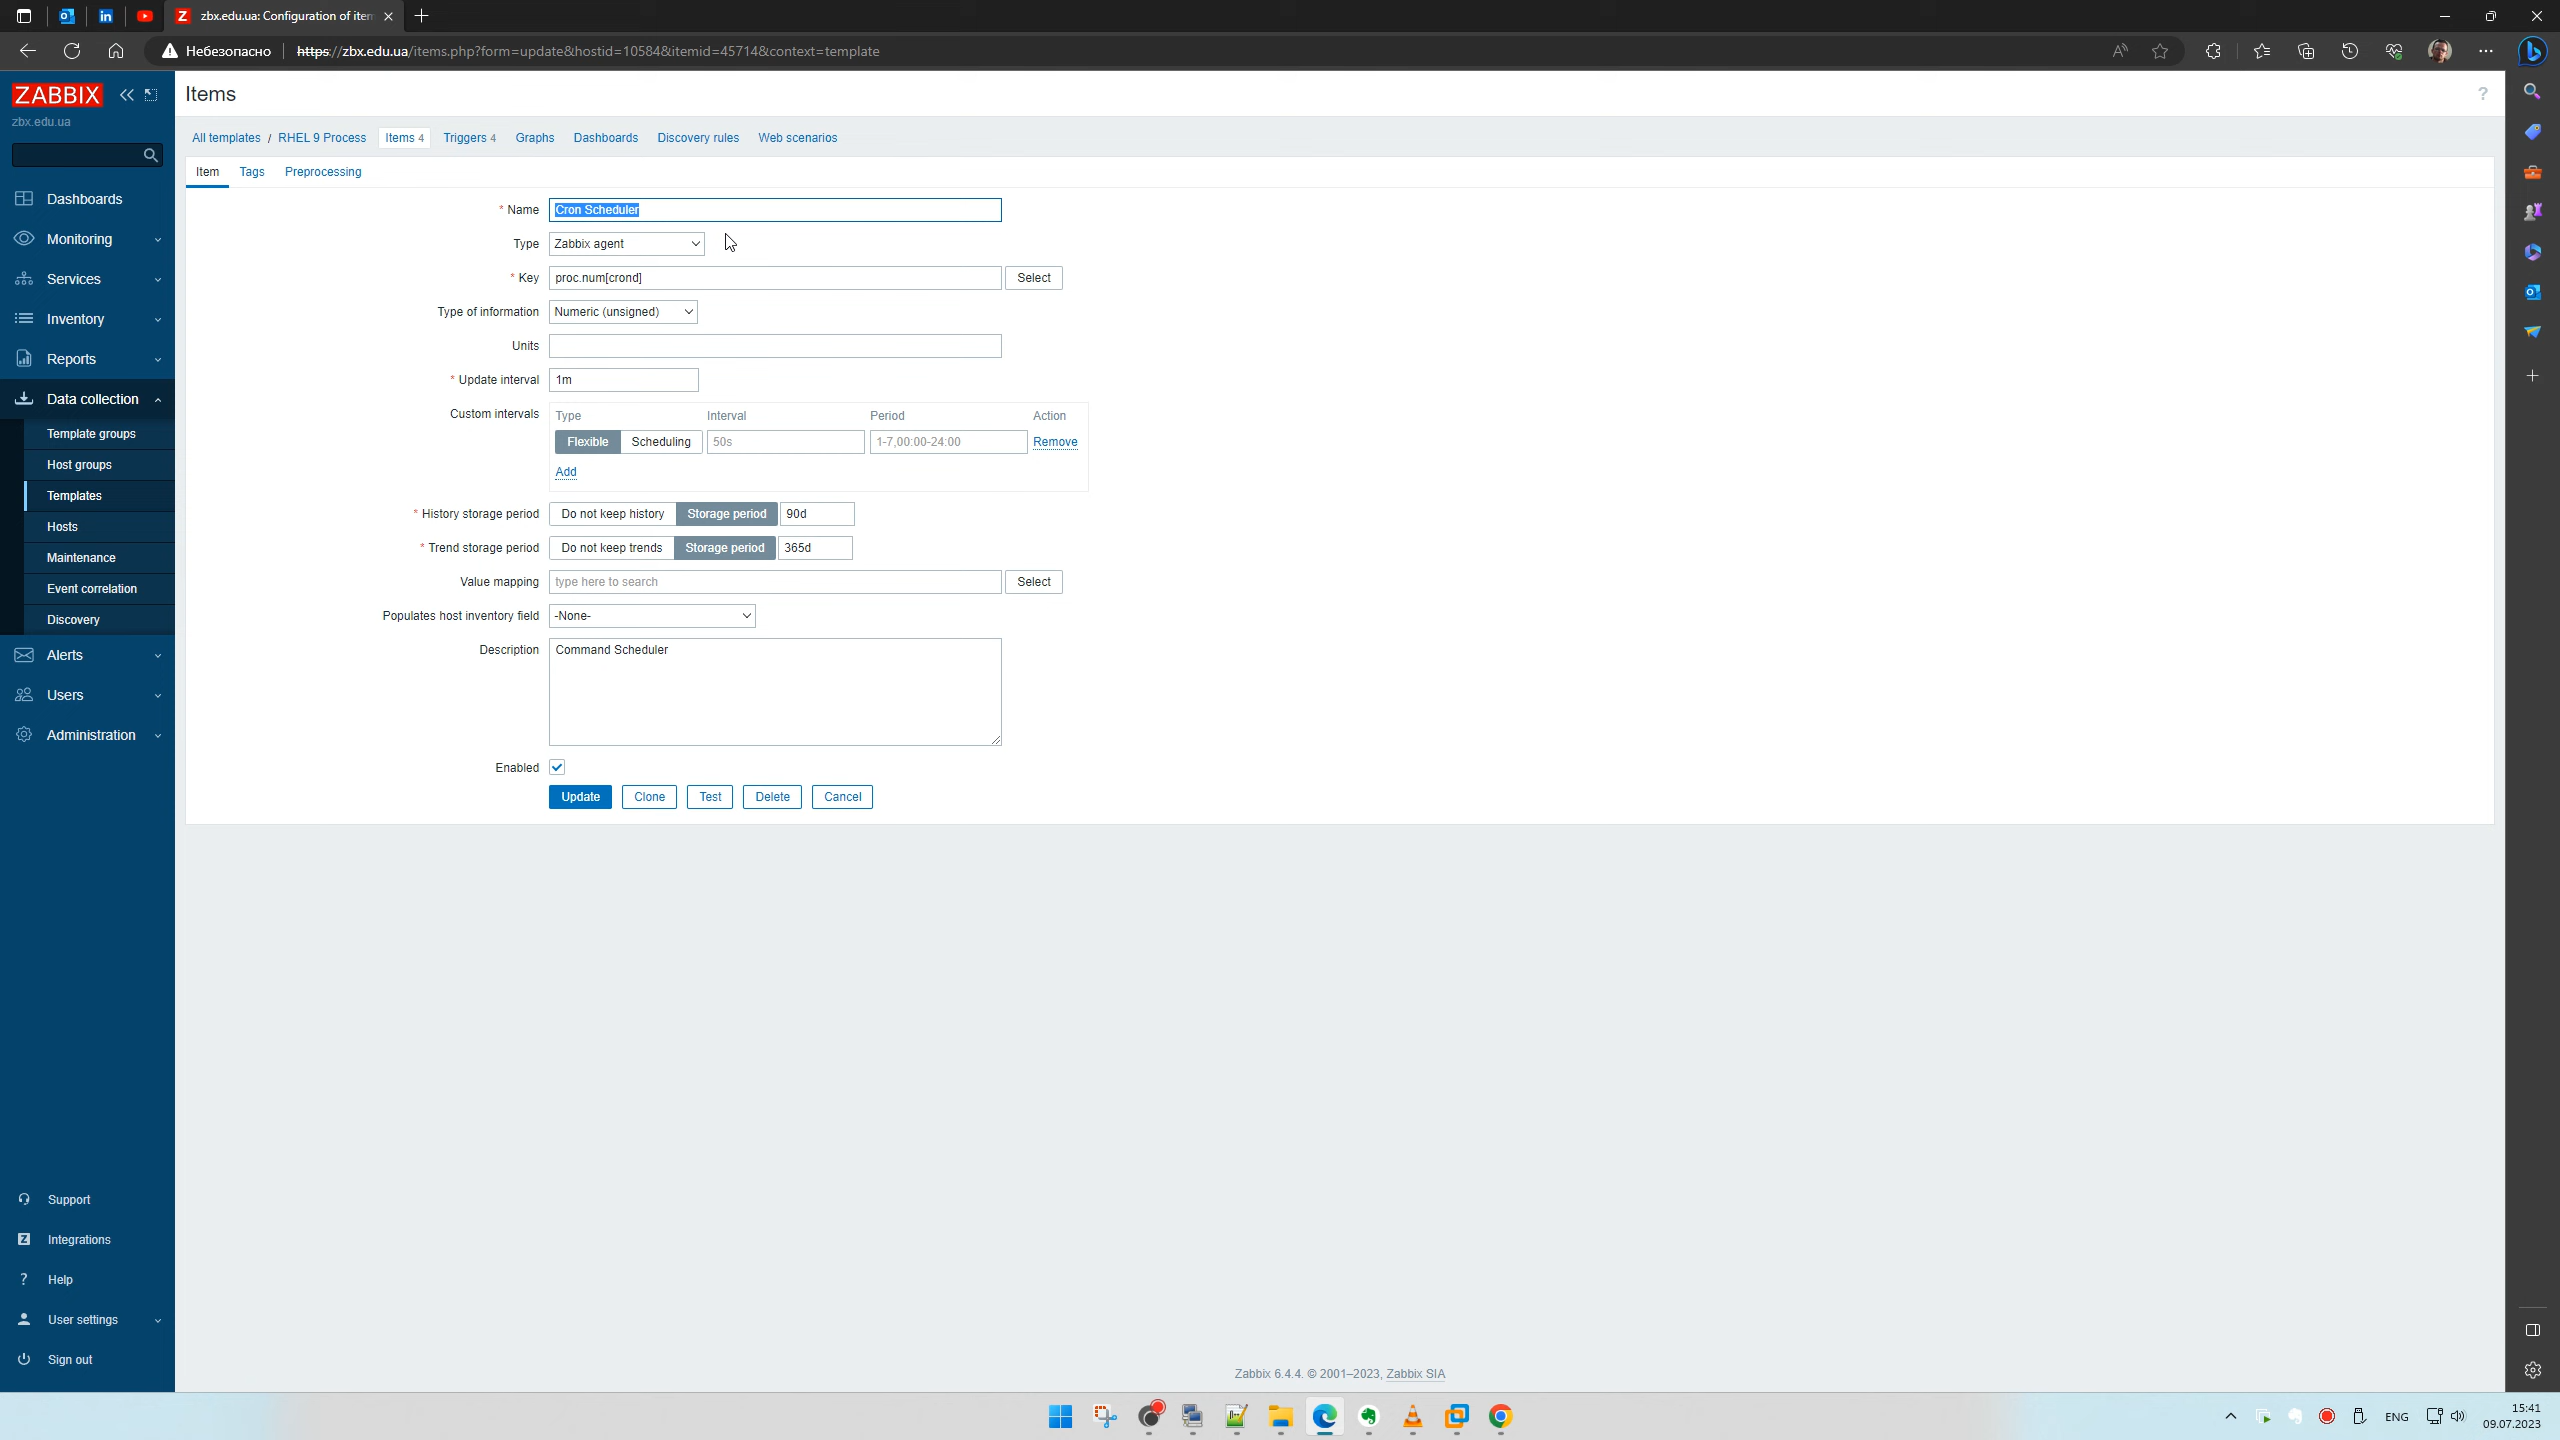 zbx.edu.ua: Configuration of iter
Небезопасно
https://zbx.edu.ua/items.php?form=update&hostid=10584&itemid=45714&context=template
ZABBIX
zbx.edu.ua
Dashboards
Monitoring
Services
Inventory
Reports
Data collection
Template groups
Host groups
Templates
Hosts
Maintenance
Event correlation
Discovery
Alerts
Users
Administration
Support
Integrations
Help
User settings
Sign out
Items
?
All templates / RHEL 9 Process Items 4 Triggers 4 Graphs Dashboards Discovery rules Web scenarios
Item Tags Preprocessing
* Name Cron Scheduler
Type Zabbix agent
* Key proc.num[crond] Select
Type of information Numeric (unsigned)
Units
* Update interval 1m
Custom intervals Type Interval Period Action
Flexible Scheduling 50s 1-7,00:00-24:00 Remove
Add
* History storage period Do not keep history Storage period 90d
* Trend storage period Do not keep trends Storage period 365d
Value mapping type here to search Select
Populates host inventory field -None-
Description Command Scheduler
Enabled
Update Clone Test Delete Cancel
Zabbix 6.4.4. © 2001–2023, Zabbix SIA
ENG
15:41
09.07.2023